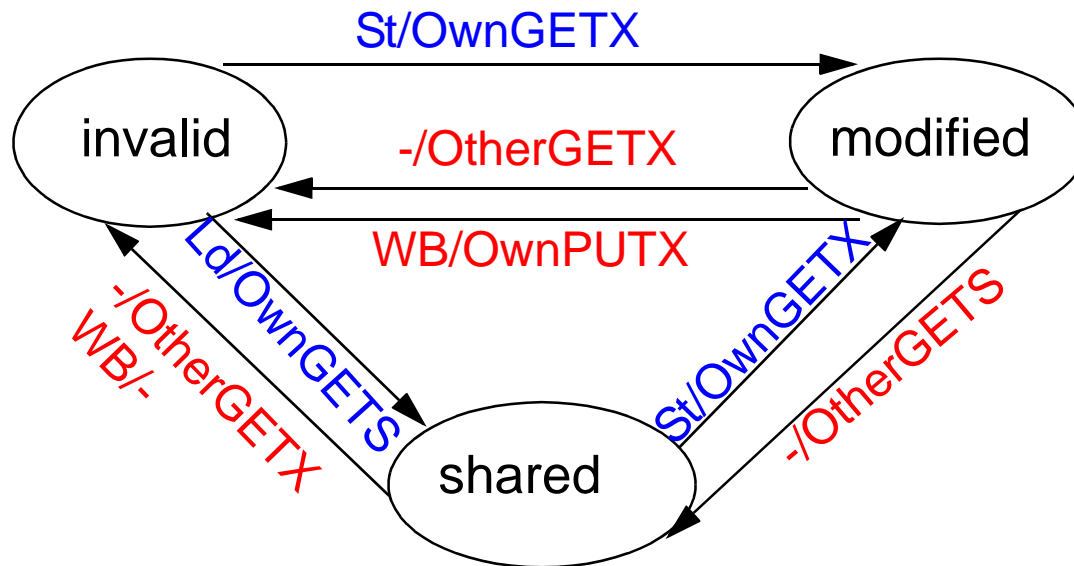 St/OwnGETX
invalid
modified
-/OtherGETX
WB/OwnPUTX
Ld/OwnGETS
-/OtherGETX
WB/-
St/OwnGETX
-/OtherGETS
shared